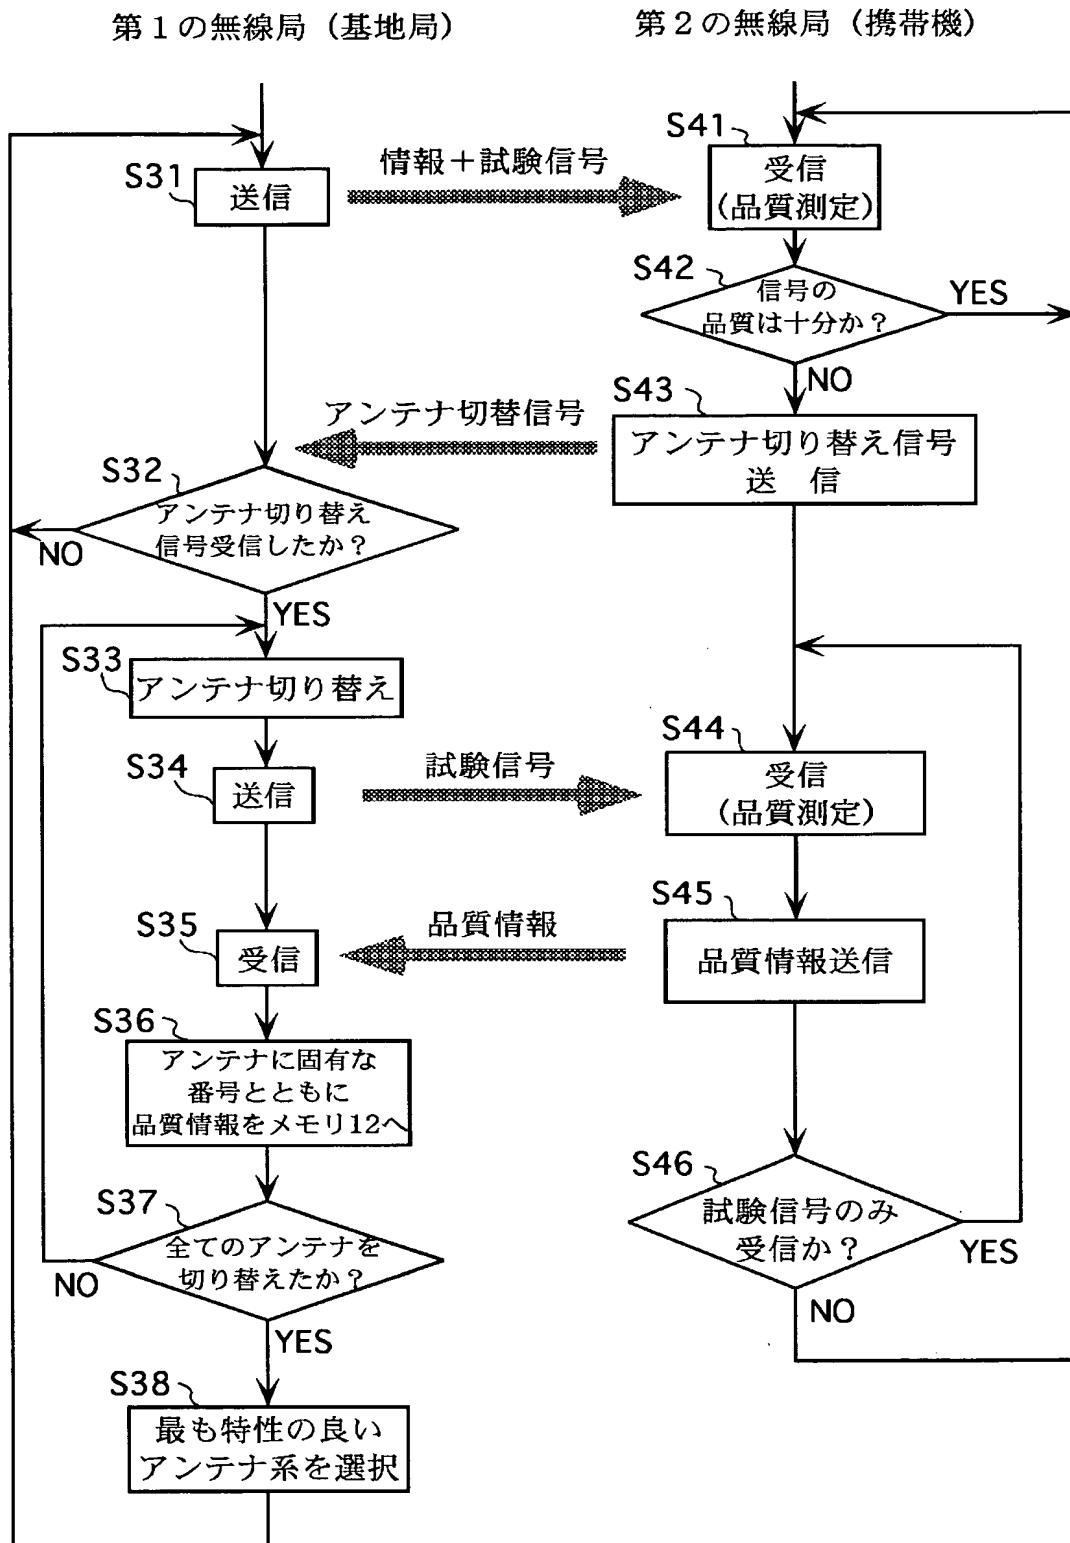 第1の無線局（基地局）
第2の無線局（携帯機）
S31
送信
情報＋試験信号
S41
受信
（品質測定）
S42
信号の
品質は十分か？
YES
NO
S43
アンテナ切り替え信号
送　信
アンテナ切替信号
S32
アンテナ切り替え
信号受信したか？
NO
YES
S33
アンテナ切り替え
S34
送信
試験信号
S44
受信
（品質測定）
S45
品質情報送信
品質情報
S35
受信
S36
アンテナに固有な
番号とともに
品質情報をメモリ12へ
S46
試験信号のみ
受信か？
YES
NO
S37
全てのアンテナを
切り替えたか？
NO
YES
S38
最も特性の良い
アンテナ系を選択